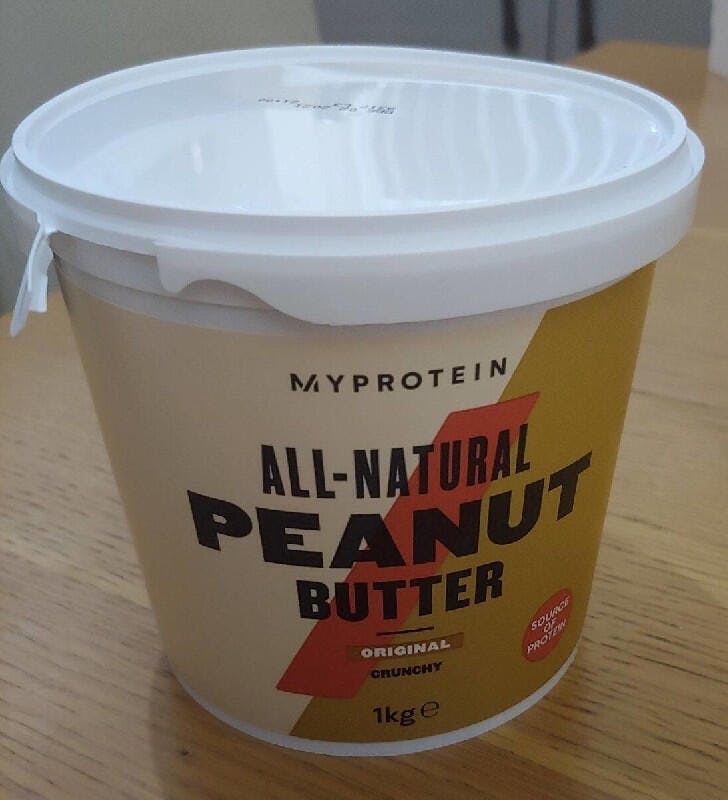 MYPROTEIN
ALL-NATURAL
PEANUT
BUTTER
ORIGINAL
CRUNCHY
1kg ℮
SOURCE
OF
PROTEIN